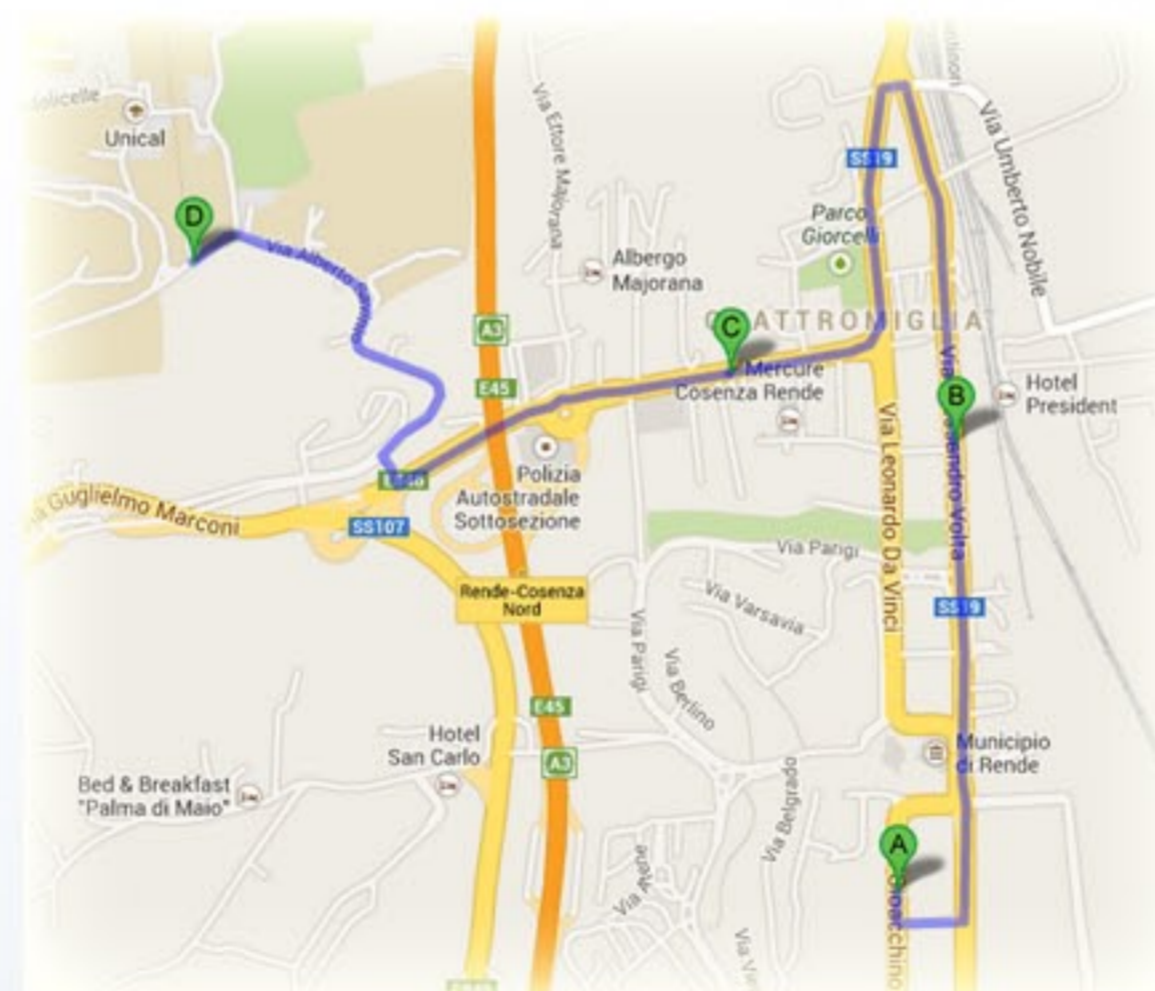 Unical
D
Via Alberto
Via Ettore Majorana
A3
E45
Albergo
Majorana
SS19
Parco
Giorcelli
Via Umberto Nobile
C
Mercure
Cosenza Rende
B
Hotel
President
Via Leonardo Da Vinci
Volta
Polizia
Autostradale
Sottosezione
Guglielmo Marconi
SS107
Rende-Cosenza
Nord
Via Parigi
Via Varsavia
SS19
Via Parigi
Via Berlino
E45
A3
Hotel
San Carlo
Bed & Breakfast
"Palma di Maio"
Municipio
di Rende
Via Belgrado
A
Gioacchino